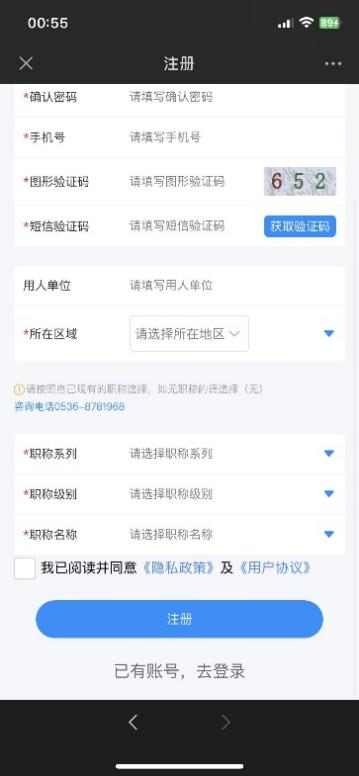 00:55
89
注册
*确认密码 请填写确认密码
*手机号 请填写手机号
*图形验证码 请填写图形验证码 652
*短信验证码 请填写短信验证码 获取验证码
用人单位 请填写用人单位
*所在区域 请选择所在地区
请按照自己现有的职称选择，如无职称的请选择（无）
咨询电话0536-8781968
*职称系列 请选择职称系列
*职称级别 请选择职称级别
*职称名称 请选择职称名称
我已阅读并同意《隐私政策》及《用户协议》
注册
已有账号，去登录